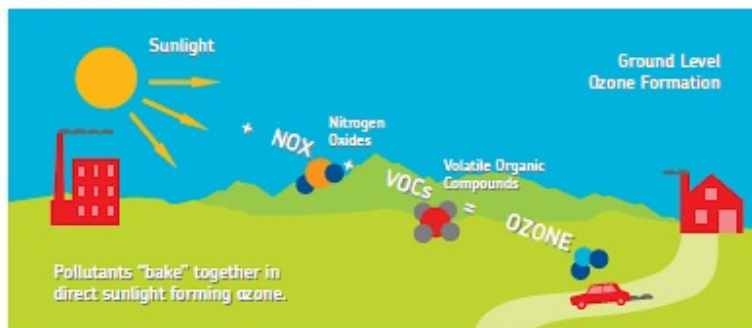 Sunlight
Ground Level
Ozone Formation
+ NOX
Nitrogen
Oxides
+ VOCs
Volatile Organic
Compounds
= OZONE
Pollutants "bake" together in
direct sunlight forming ozone.